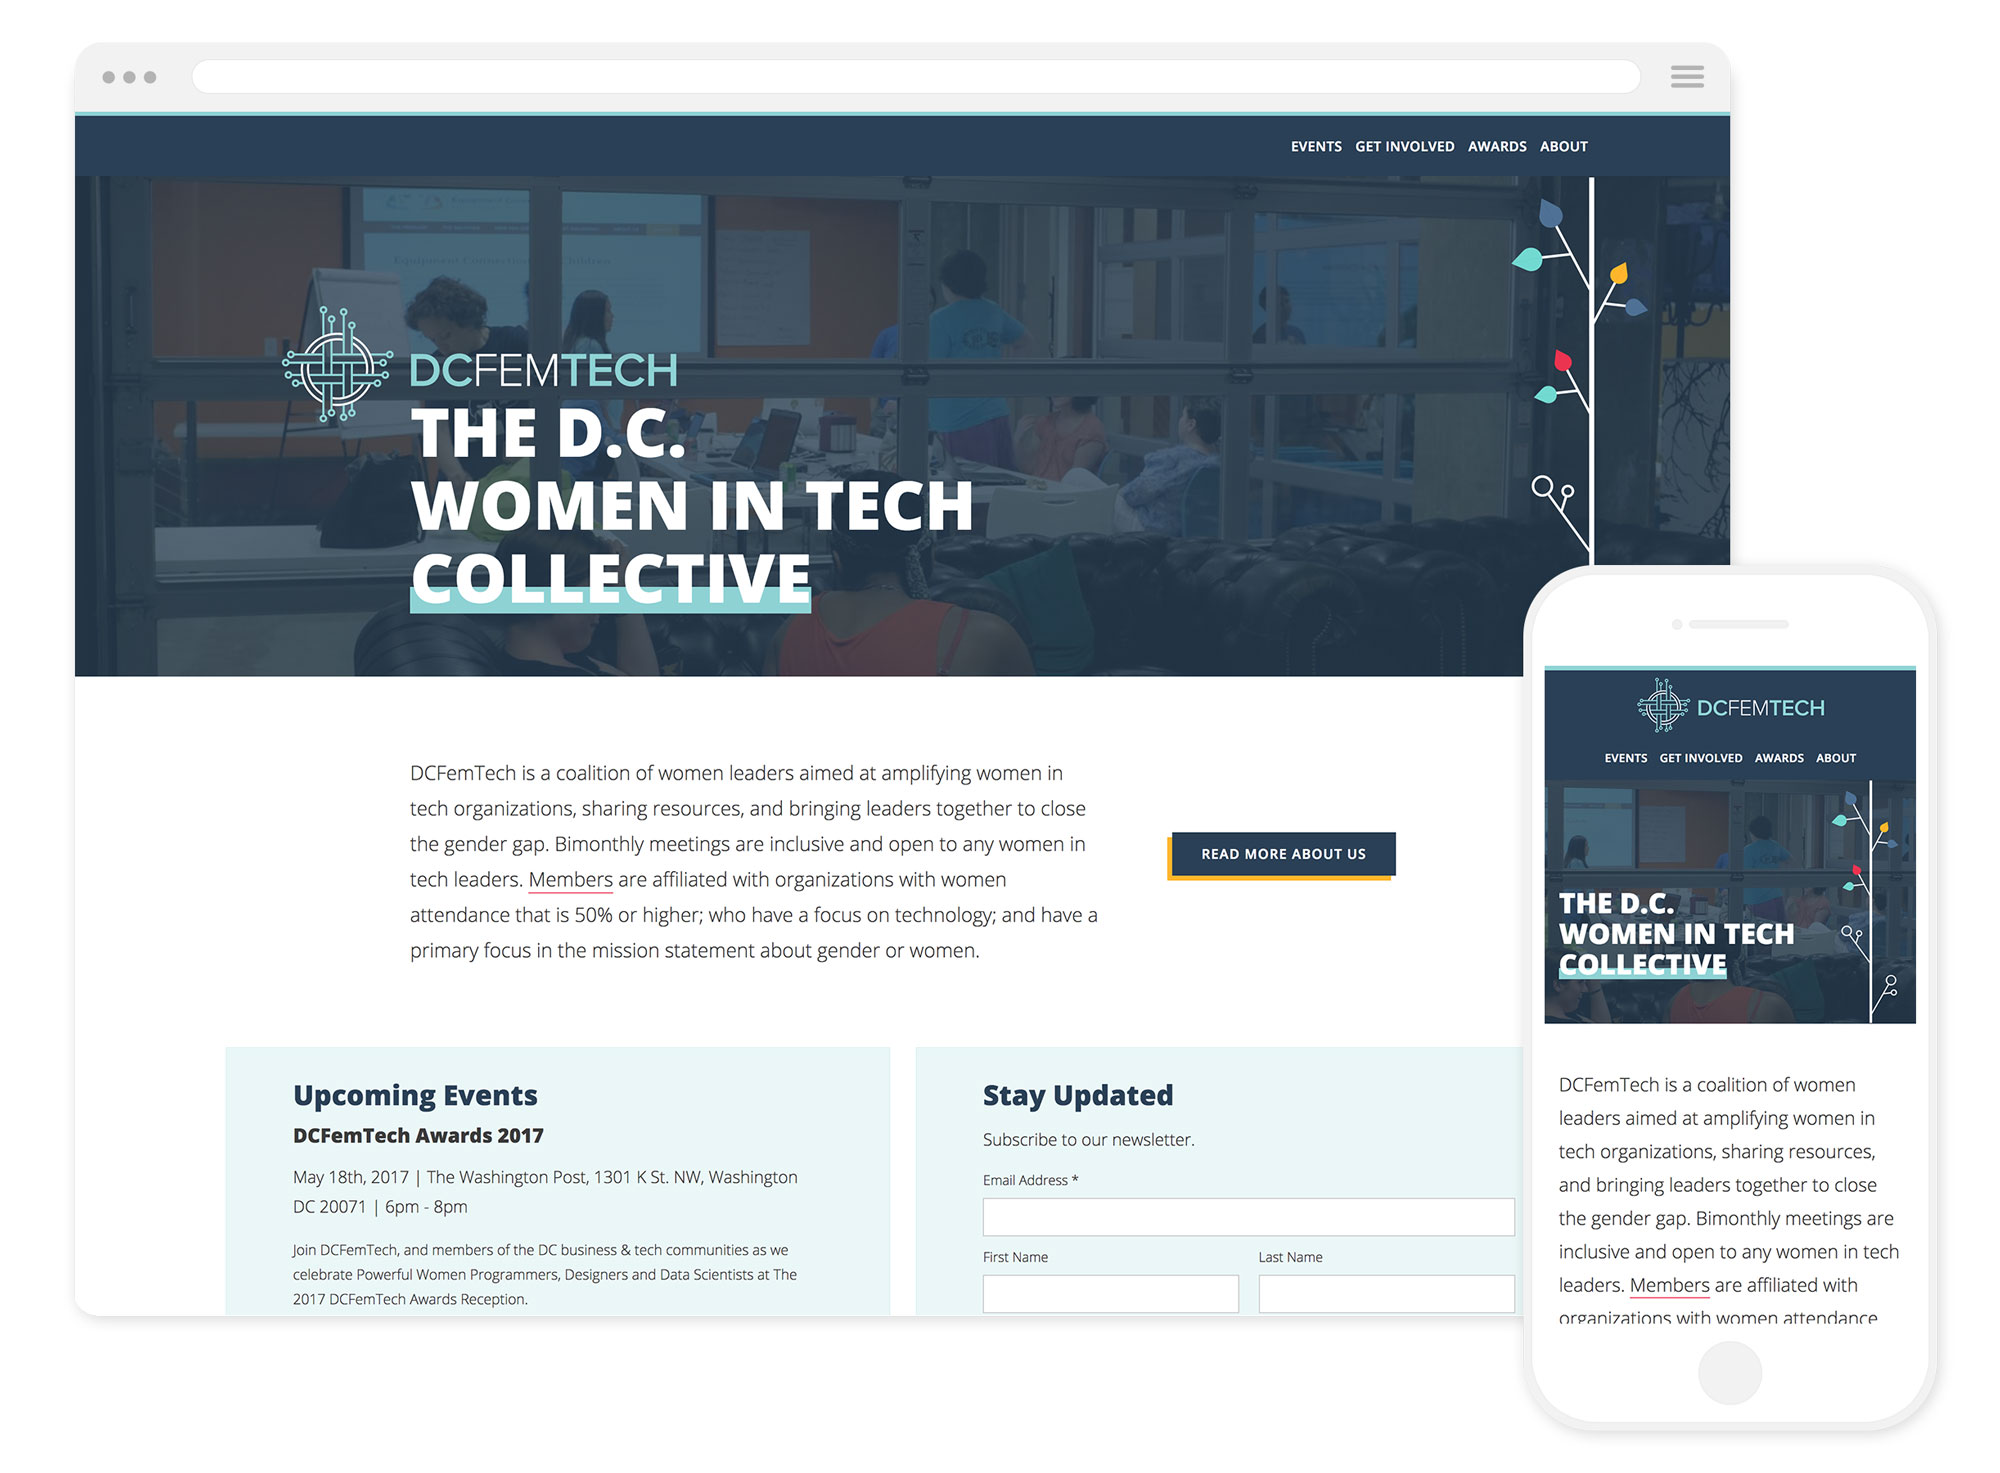 EVENTS GET INVOLVED AWARDS ABOUT
DCFEMTECH
THE D.C.
WOMEN IN TECH
COLLECTIVE
DCFemTech is a coalition of women leaders aimed at amplifying women in
tech organizations, sharing resources, and bringing leaders together to close
the gender gap. Bimonthly meetings are inclusive and open to any women in
tech leaders. Members are affiliated with organizations with women
attendance that is 50% or higher; who have a focus on technology; and have a
primary focus in the mission statement about gender or women.
READ MORE ABOUT US
Upcoming Events
DCFemTech Awards 2017
May 18th, 2017 | The Washington Post, 1301 K St. NW, Washington
DC 20071 | 6pm - 8pm
Join DCFemTech, and members of the DC business & tech communities as we
celebrate Powerful Women Programmers, Designers and Data Scientists at The
2017 DCFemTech Awards Reception.
Stay Updated
Subscribe to our newsletter.
Email Address *
First Name Last Name
DCFEMTECH
EVENTS GET INVOLVED AWARDS ABOUT
THE D.C.
WOMEN IN TECH
COLLECTIVE
DCFemTech is a coalition of women
leaders aimed at amplifying women in
tech organizations, sharing resources,
and bringing leaders together to close
the gender gap. Bimonthly meetings are
inclusive and open to any women in tech
leaders. Members are affiliated with
organizations with women attendance